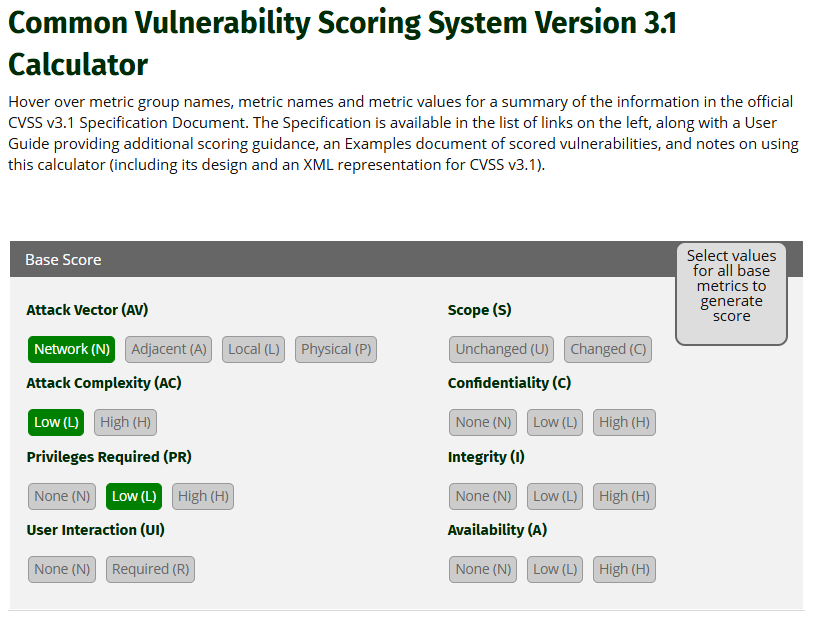 Common Vulnerability Scoring System Version 3.1
Calculator
Hover over metric group names, metric names and metric values for a summary of the information in the official
CVSS v3.1 Specification Document. The Specification is available in the list of links on the left, along with a User
Guide providing additional scoring guidance, an Examples document of scored vulnerabilities, and notes on using
this calculator (including its design and an XML representation for CVSS v3.1).
Base Score
Select values
for all base
metrics to
generate
score
Attack Vector (AV)
Network (N) Adjacent (A) Local (L) Physical (P)
Attack Complexity (AC)
Low (L) High (H)
Privileges Required (PR)
None (N) Low (L) High (H)
User Interaction (UI)
None (N) Required (R)
Scope (S)
Unchanged (U) Changed (C)
Confidentiality (C)
None (N) Low (L) High (H)
Integrity (I)
None (N) Low (L) High (H)
Availability (A)
None (N) Low (L) High (H)